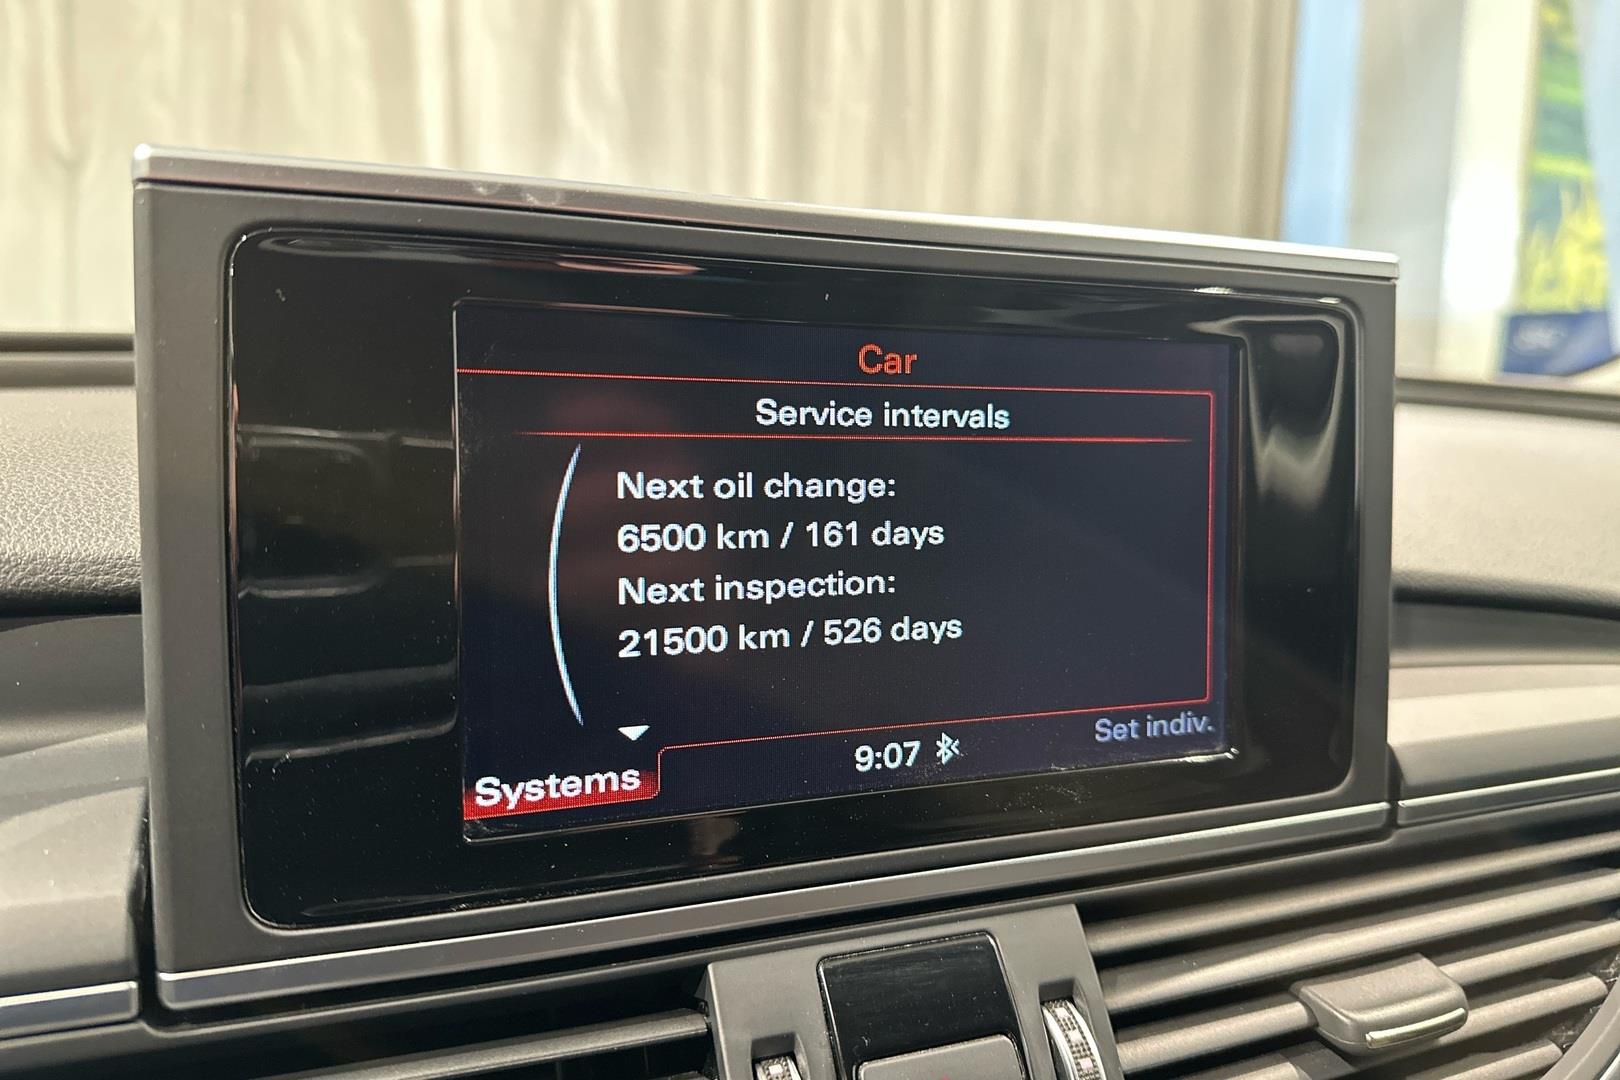 Car
Service intervals
Next oil change:
6500 km / 161 days
Next inspection:
21500 km / 526 days
Set indiv.
9:07
Systems